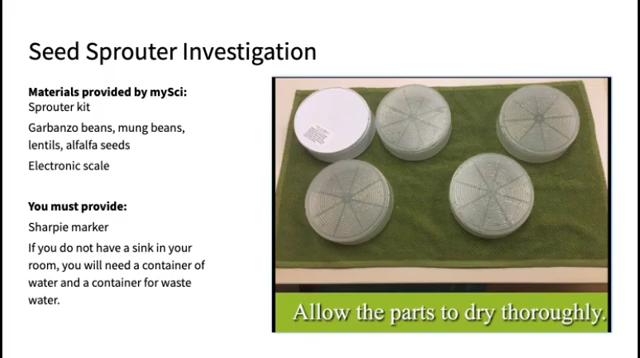 Seed Sprouter Investigation
Materials provided by mySci:
Sprouter kit
Garbanzo beans, mung beans,
lentils, alfalfa seeds
Electronic scale
You must provide:
Sharpie marker
If you do not have a sink in your
room, you will need a container of
water and a container for waste
water.
Allow the parts to dry thoroughly.